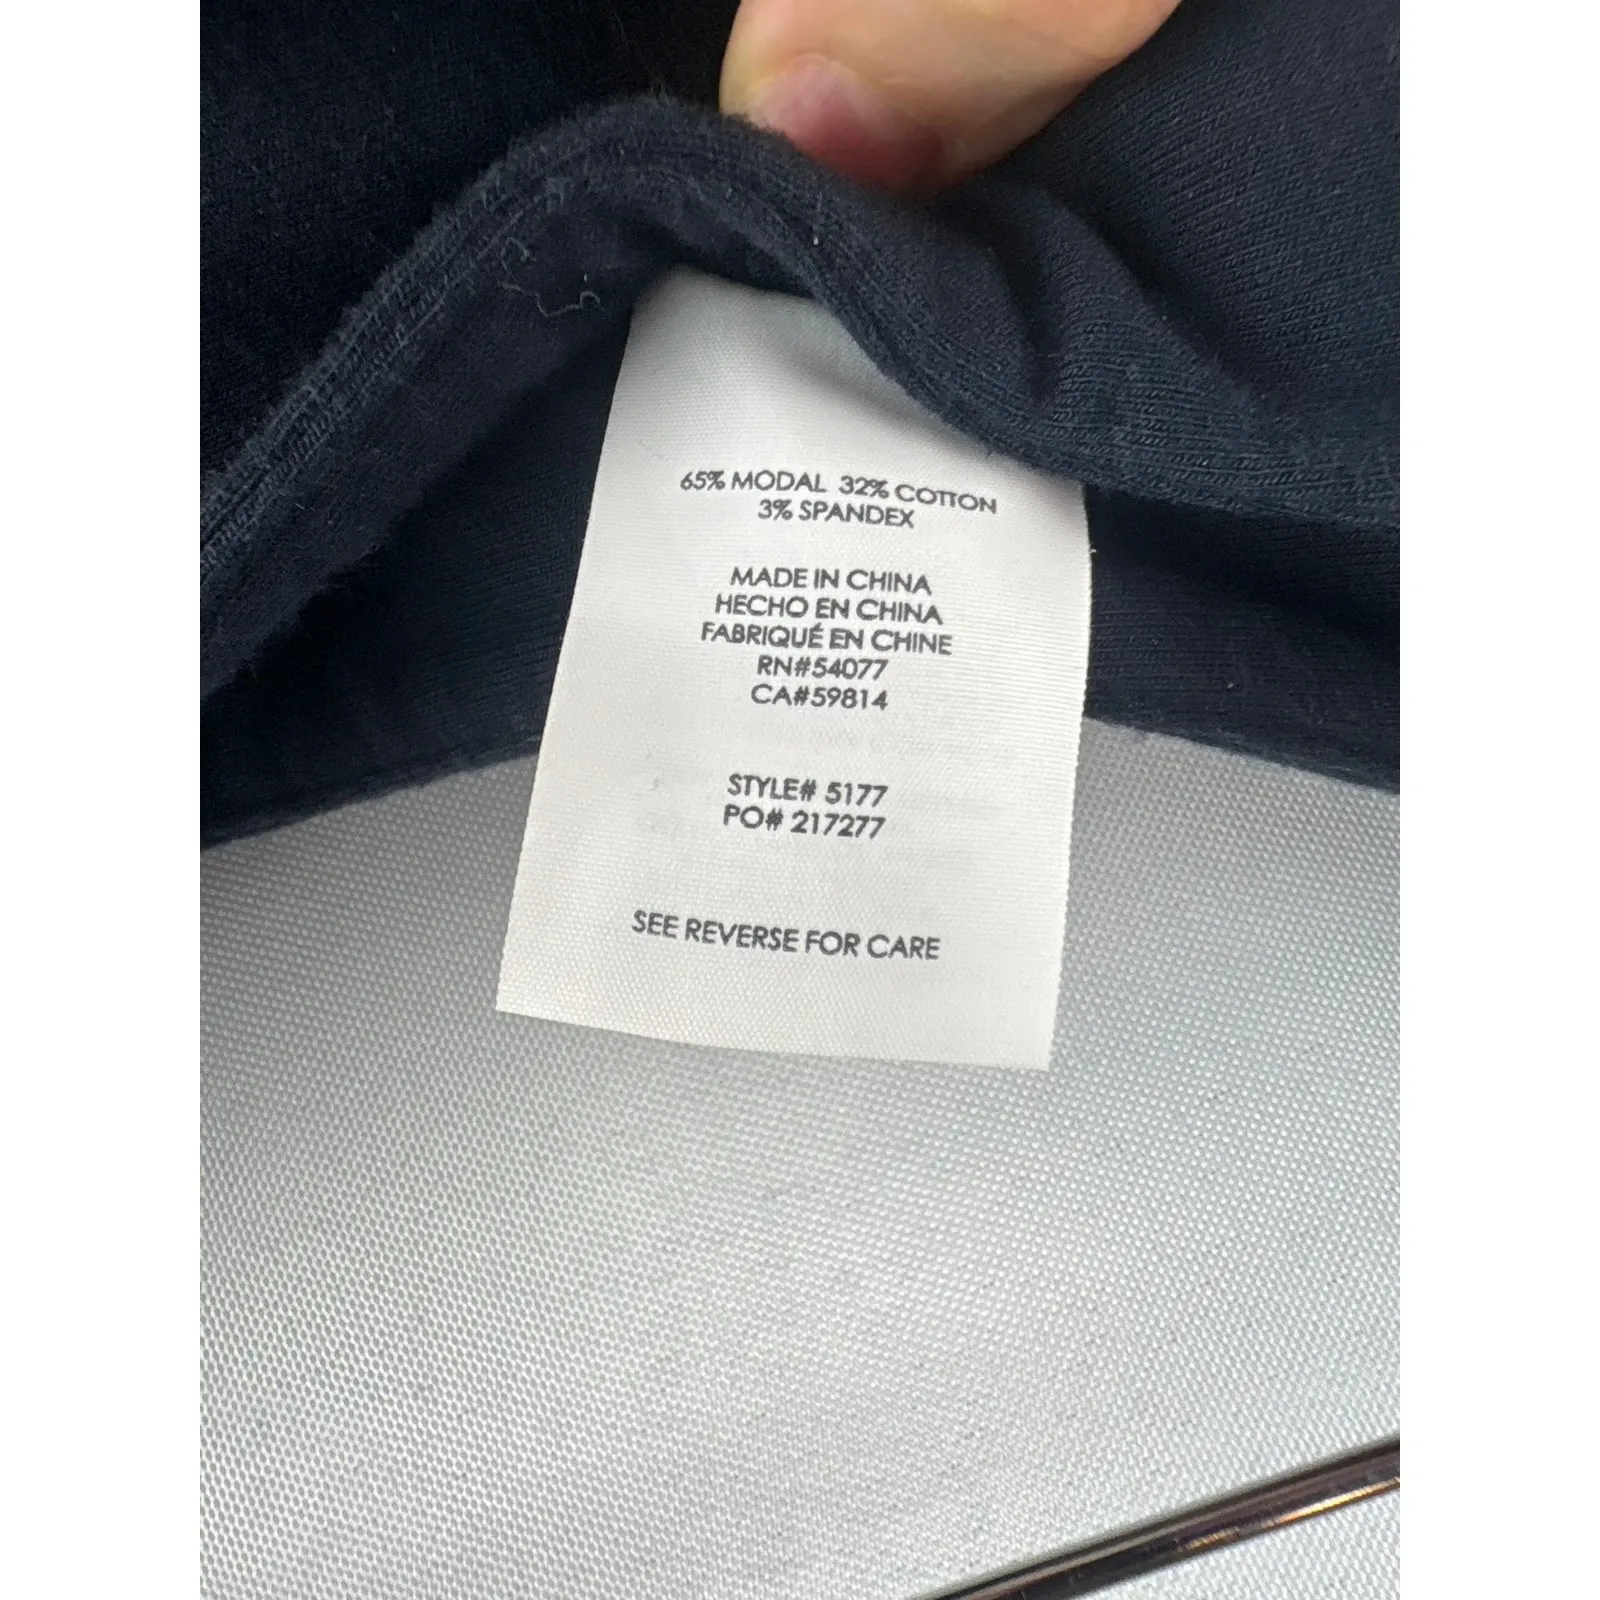 65% MODAL 32% COTTON
3% SPANDEX
MADE IN CHINA
HECHO EN CHINA
FABRIQUÉ EN CHINE
RN#54077
CA#59814
STYLE# 5177
PO# 217277
SEE REVERSE FOR CARE